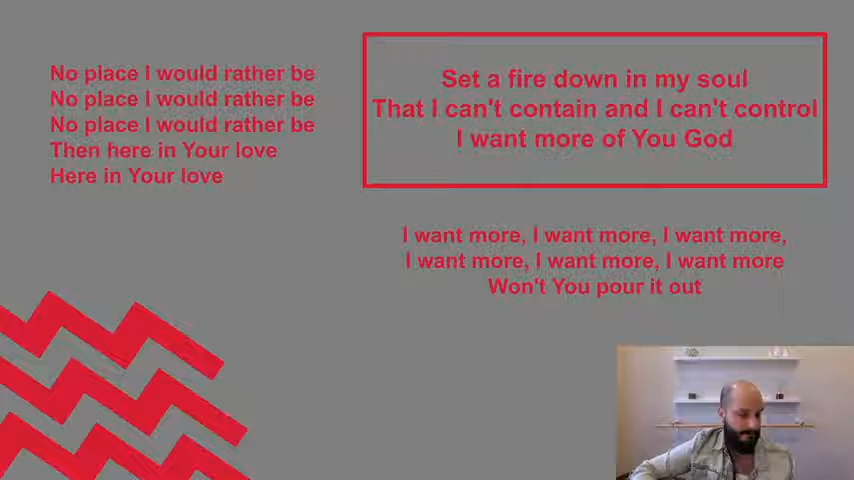 No place I would rather be
No place I would rather be
No place I would rather be
Then here in Your love
Here in Your love
Set a fire down in my soul
That I can't contain and I can't control
I want more of You God
I want more, I want more, I want more,
I want more, I want more, I want more
Won't You pour it out